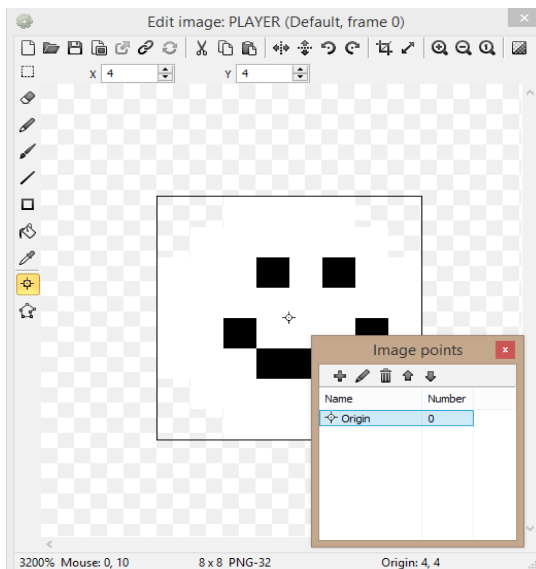 Edit image: PLAYER (Default, frame 0)
X 4 Y 4
Image points
Name Number
Origin 0
3200% Mouse: 0, 10 8 x 8 PNG-32 Origin: 4, 4